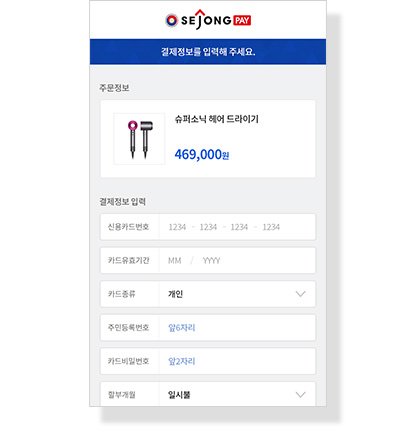 SEJONG PAY
결제정보를 입력해 주세요.
주문정보
슈퍼소닉 헤어 드라이기
469,000원
결제정보 입력
신용카드번호 1234 - 1234 - 1234 - 1234
카드유효기간 MM / YYYY
카드종류 개인
주민등록번호 앞6자리
카드비밀번호 앞2자리
할부개월 일시불